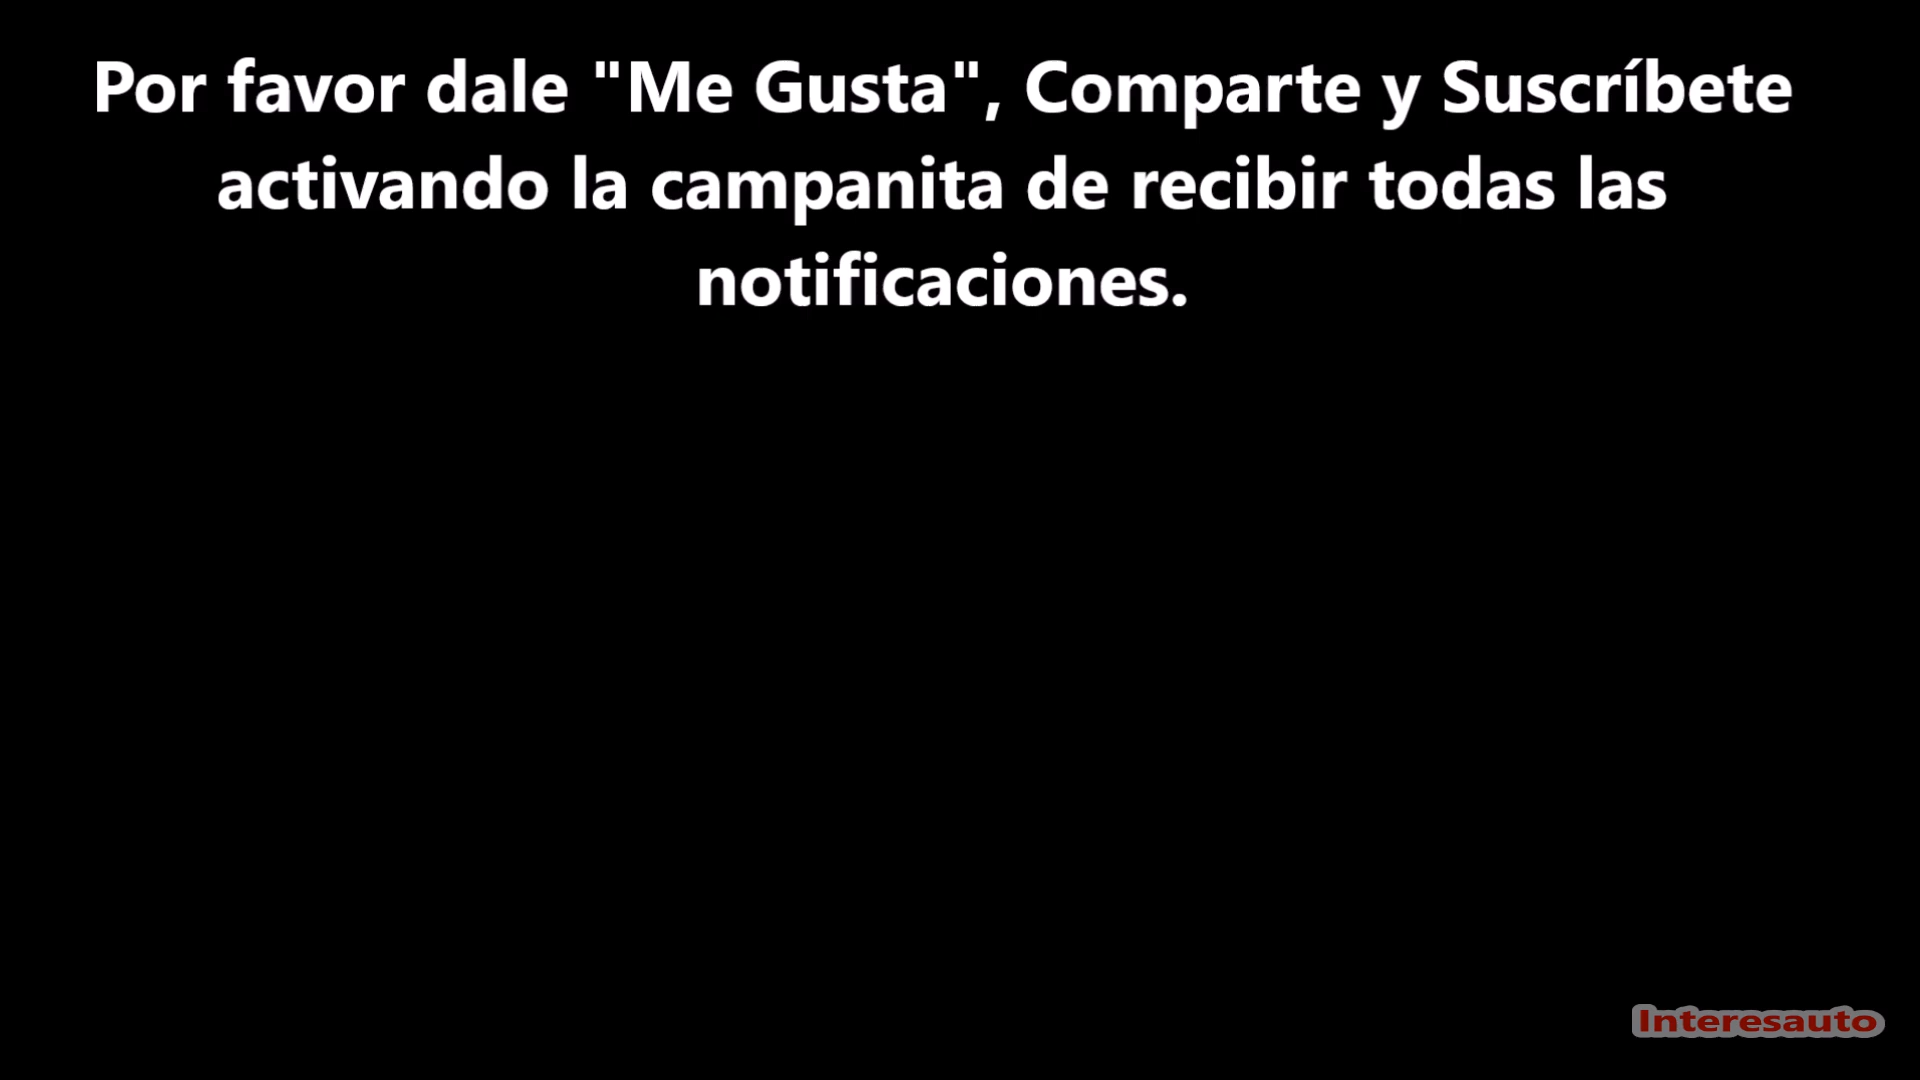 Por favor dale "Me Gusta", Comparte y Suscríbete
activando la campanita de recibir todas las
notificaciones.
Interesauto